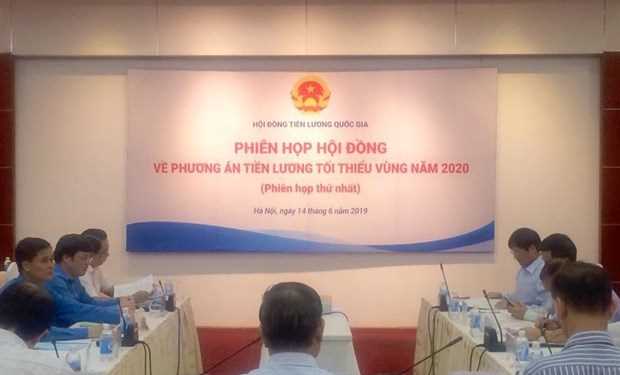 HỘI ĐỒNG TIỀN LƯƠNG QUỐC GIA
PHIÊN HỌP HỘI ĐỒNG
VỀ PHƯƠNG ÁN TIỀN LƯƠNG TỐI THIỂU VÙNG NĂM 2020
(Phiên họp thứ nhất)
Hà Nội, ngày 14 tháng 6 năm 2019